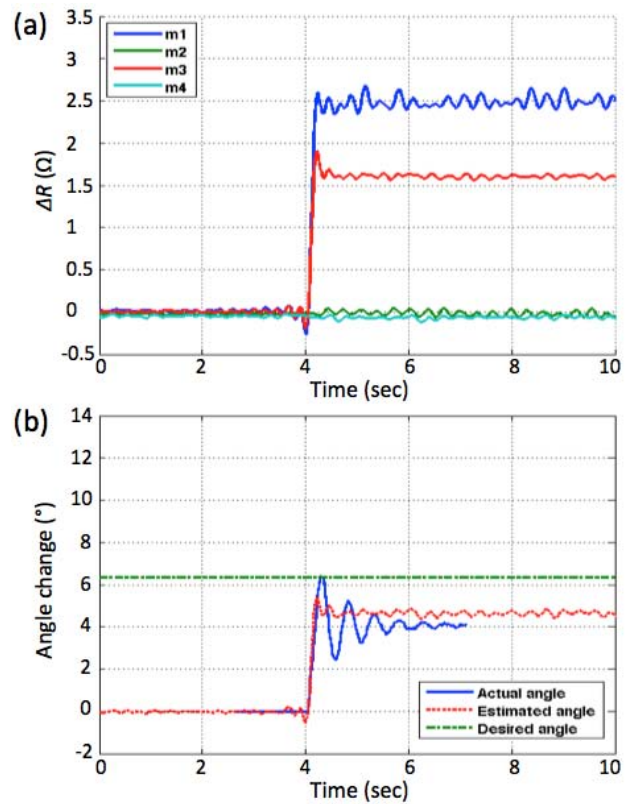 (a)
3.5
3
2.5
2
1.5
1
0.5
0
-0.5
ΔR (Ω)
m1
m2
m3
m4
0 2 4 6 8 10
Time (sec)
(b)
14
12
10
8
6
4
2
0
-2
Angle change (°)
Actual angle
Estimated angle
Desired angle
0 2 4 6 8 10
Time (sec)